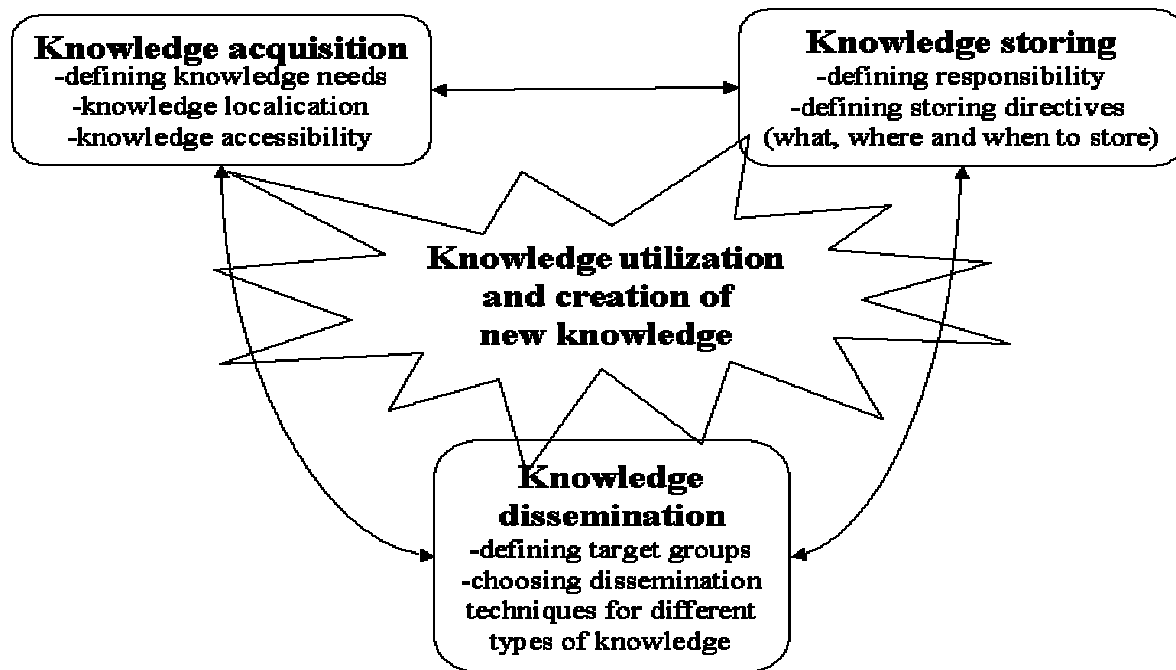 Knowledge acquisition
-defining knowledge needs
-knowledge localication
-knowledge accessibility
Knowledge storing
-defining responsibility
-defining storing directives
(what, where and when to store)
Knowledge utilization
and creation of
new knowledge
Knowledge
dissemination
-defining target groups
-choosing dissemination
techniques for different
types of knowledge